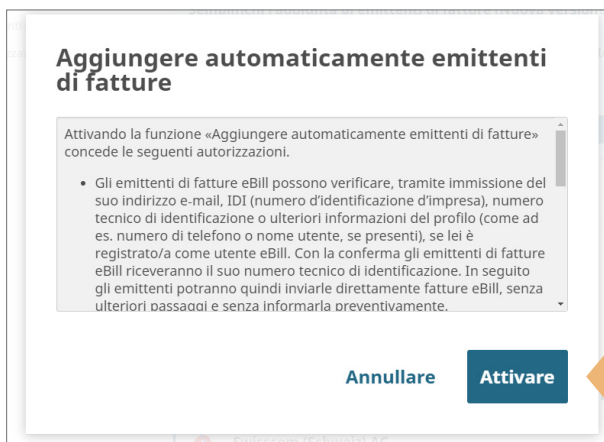 Aggiungere automaticamente emittenti
di fatture
Attivando la funzione «Aggiungere automaticamente emittenti di fatture»
concede le seguenti autorizzazioni.
• Gli emittenti di fatture eBill possono verificare, tramite immissione del
suo indirizzo e-mail, IDI (numero d'identificazione d'impresa), numero
tecnico di identificazione o ulteriori informazioni del profilo (come ad
es. numero di telefono o nome utente, se presenti), se lei è
registrato/a come utente eBill. Con la conferma gli emittenti di fatture
eBill riceveranno il suo numero tecnico di identificazione. In seguito
gli emittenti potranno quindi inviarle direttamente fatture eBill, senza
ulteriori passaggi e senza informarla preventivamente.
Annullare
Attivare
Swisscom (Schweiz) AG